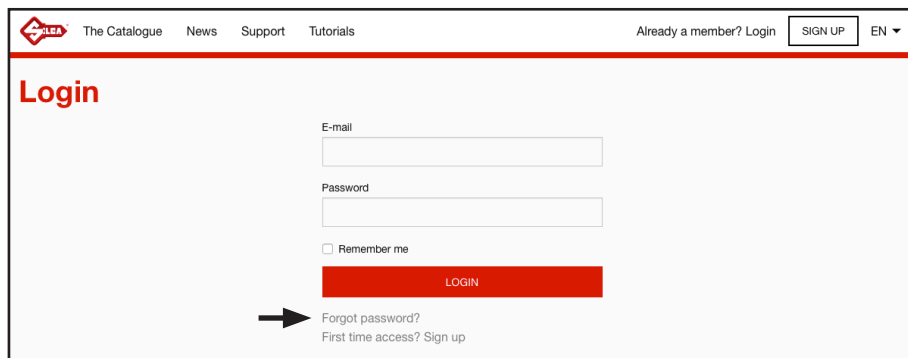 SILCA
The Catalogue News Support Tutorials Already a member? Login SIGN UP EN
Login
E-mail
Password
Remember me
LOGIN
Forgot password?
First time access? Sign up